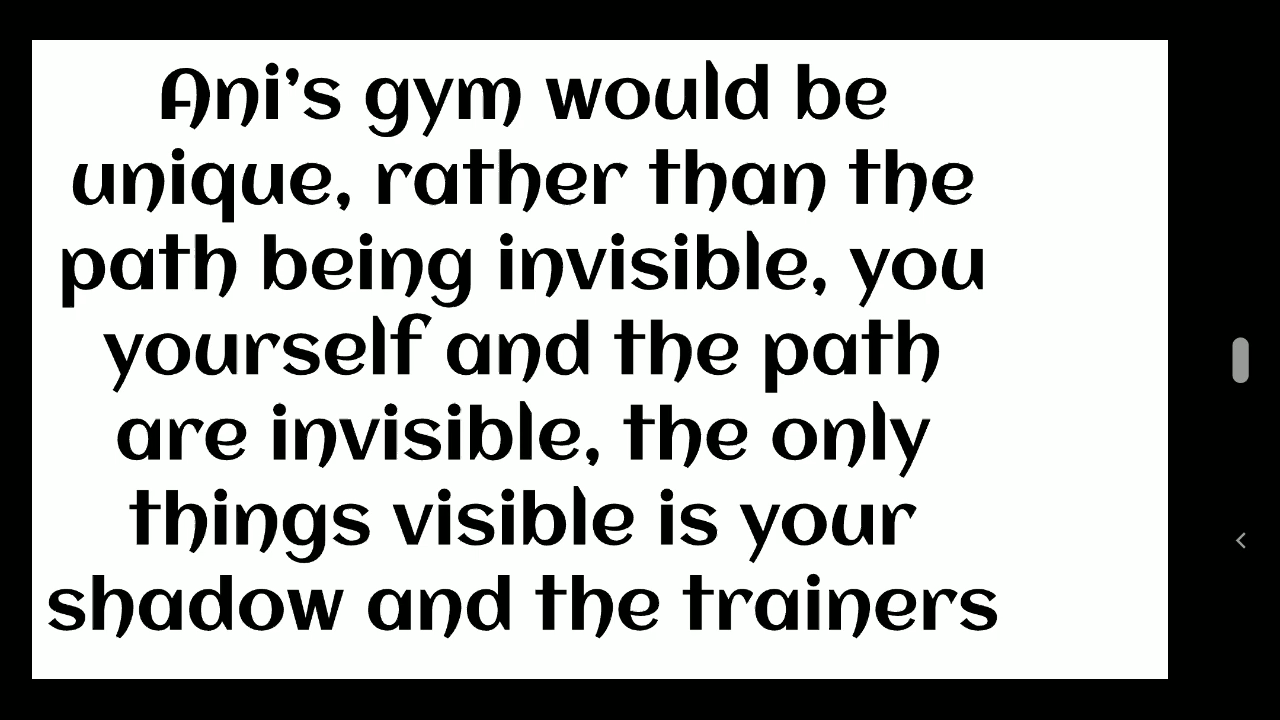 Ani’s gym would be
unique, rather than the
path being invisible, you
yourself and the path
are invisible, the only
things visible is your
shadow and the trainers